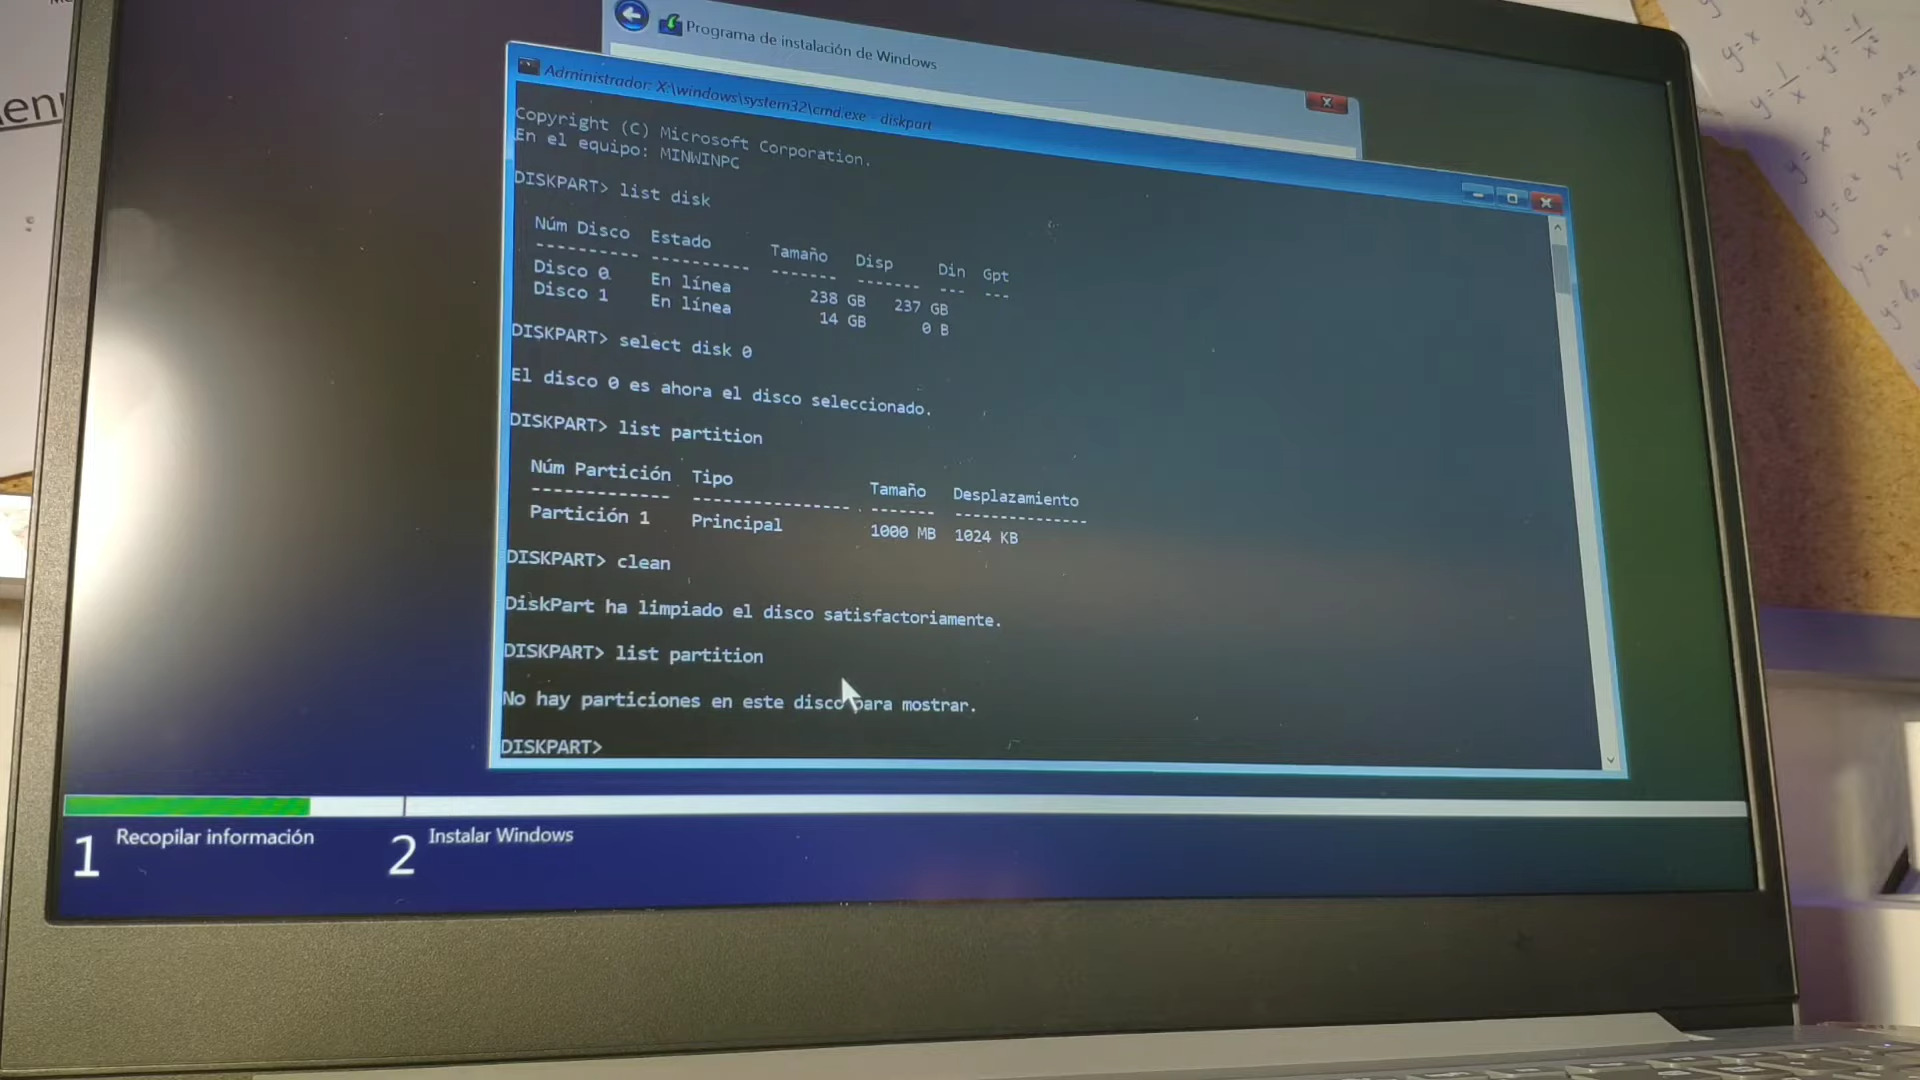 Programa de instalación de Windows
Administrador: X:\windows\system32\cmd.exe - diskpart
Copyright (C) Microsoft Corporation.
En el equipo: MINWINPC
DISKPART> list disk
Núm Disco Estado Tamaño Disp Din Gpt
---------- ---------- ------- ------- --- ---
Disco 0 En línea 238 GB 237 GB
Disco 1 En línea 14 GB 0 B
DISKPART> select disk 0
El disco 0 es ahora el disco seleccionado.
DISKPART> list partition
Núm Partición Tipo Tamaño Desplazamiento
------------- ---------------- ------- ---------------
Partición 1 Principal 1000 MB 1024 KB
DISKPART> clean
DiskPart ha limpiado el disco satisfactoriamente.
DISKPART> list partition
No hay particiones en este disco para mostrar.
DISKPART>
1 Recopilar información 2 Instalar Windows